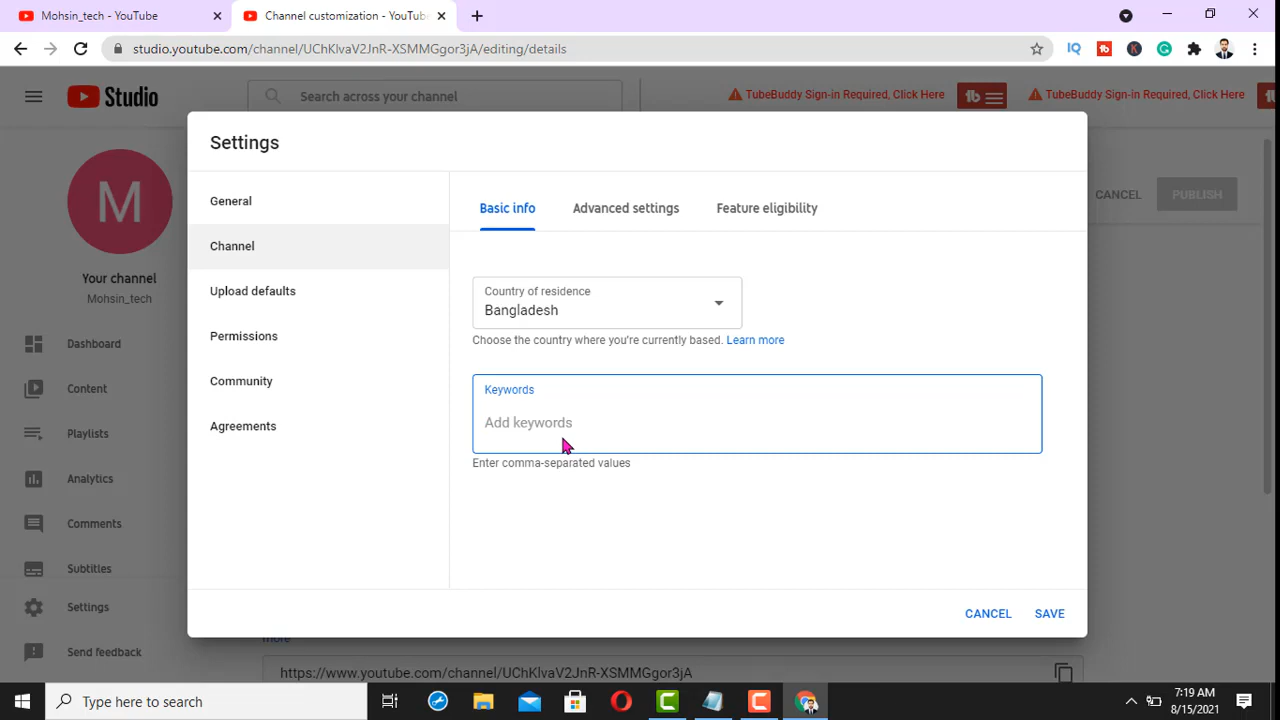 Mohsin_tech - YouTube
Channel customization - YouTube
studio.youtube.com/channel/UChKlvaV2JnR-XSMMGgor3jA/editing/details
Studio
Search across your channel
TubeBuddy Sign-in Required, Click Here
TubeBuddy Sign-in Required, Click Here
CANCEL
PUBLISH
M
Your channel
Mohsin_tech
Dashboard
Content
Playlists
Analytics
Comments
Subtitles
Settings
Send feedback
Settings
General
Channel
Upload defaults
Permissions
Community
Agreements
Basic info
Advanced settings
Feature eligibility
Country of residence
Bangladesh
Choose the country where you're currently based. Learn more
Keywords
Add keywords
Enter comma-separated values
CANCEL
SAVE
https://www.youtube.com/channel/UChKlvaV2JnR-XSMMGgor3jA
Type here to search
7:19 AM
8/15/2021